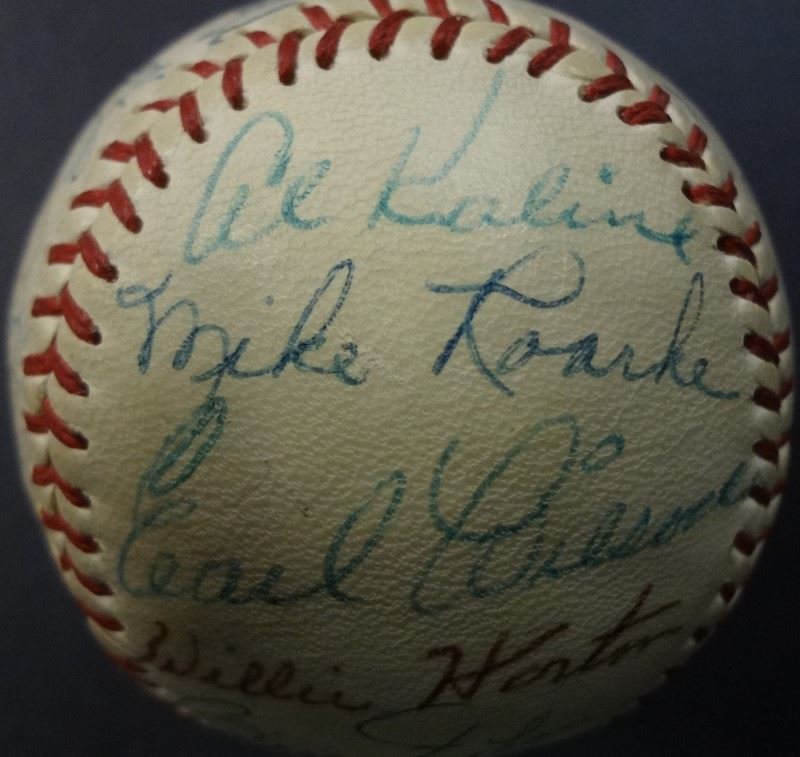 Al Kaline
Mike Roarke
Earl Wilson
Willie Horton